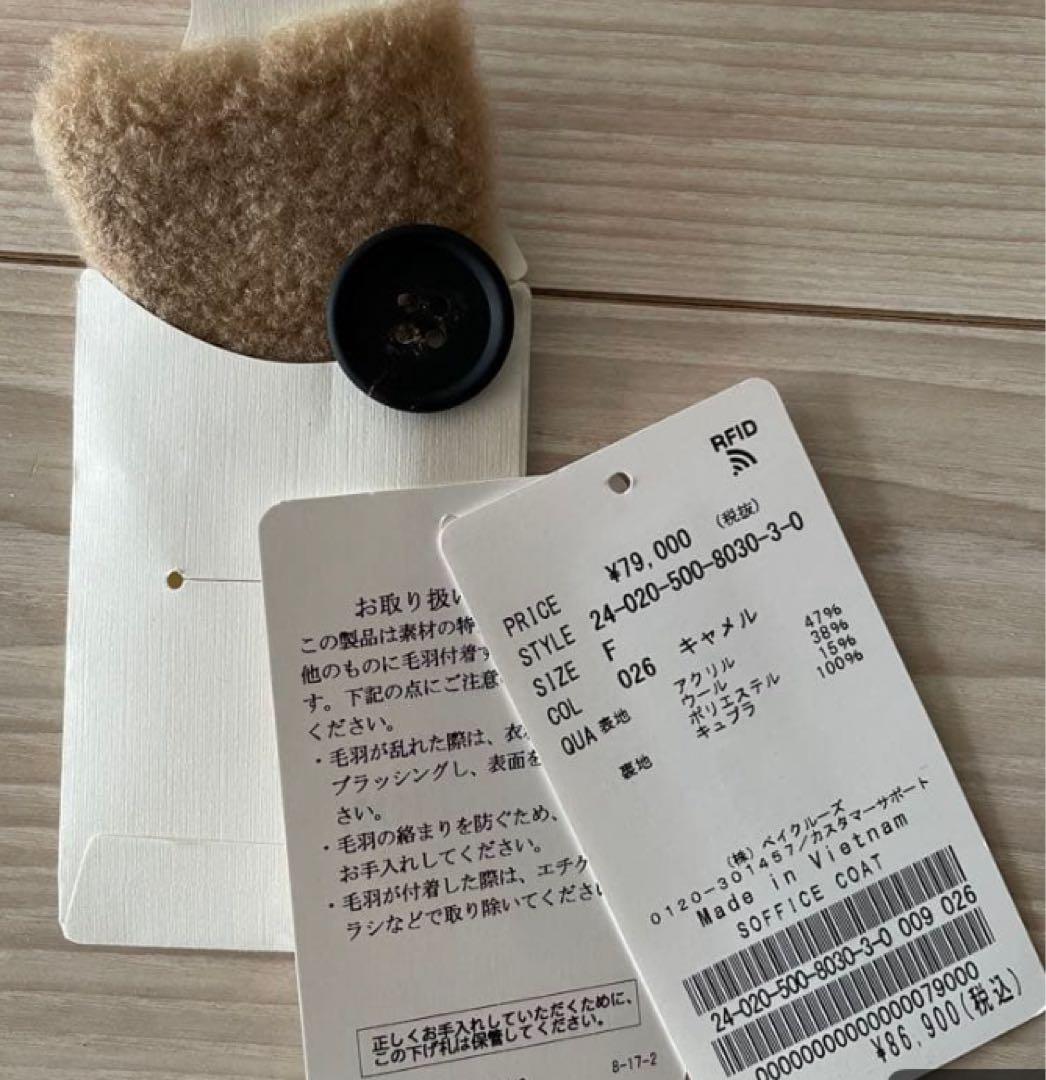 お取り扱い
この製品は素材の特
他のものに毛羽付着す
す。下記の点にご注意
ください。
・毛羽が乱れた際は、衣
ブラッシングし、表面を
さい。
・毛羽の絡まりを防ぐため、
お手入れしてください。
・毛羽が付着した際は、エチケ
ラシなどで取り除いてくださ
正しくお手入れしていただくために、
この下げ札は保管してください。
8-17-2
RFID
PRICE ¥79,000 (税抜)
STYLE 24-020-500-8030-3-0
SIZE F
COL 026 キャメル
QUA 表地 アクリル 47%
ウール 38%
ポリエステル 15%
裏地 キュプラ 100%
(株) ベイクルーズ
0120-301457/カスタマーサポート
Made in Vietnam
SOFFICE COAT
24-020-500-8030-3-0 009 026
0000000000000079000
¥86,900(税込)